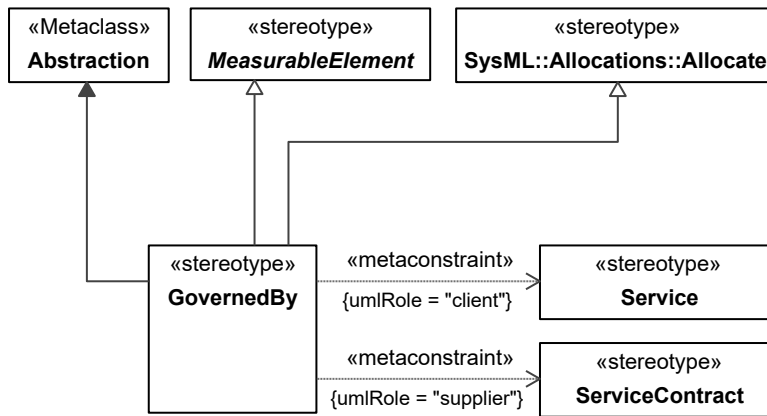 «Metaclass»
Abstraction
«stereotype»
MeasurableElement
«stereotype»
SysML::Allocations::Allocate
«stereotype»
GovernedBy
«metaconstraint»
{umlRole = "client"}
«stereotype»
Service
«metaconstraint»
{umlRole = "supplier"}
«stereotype»
ServiceContract